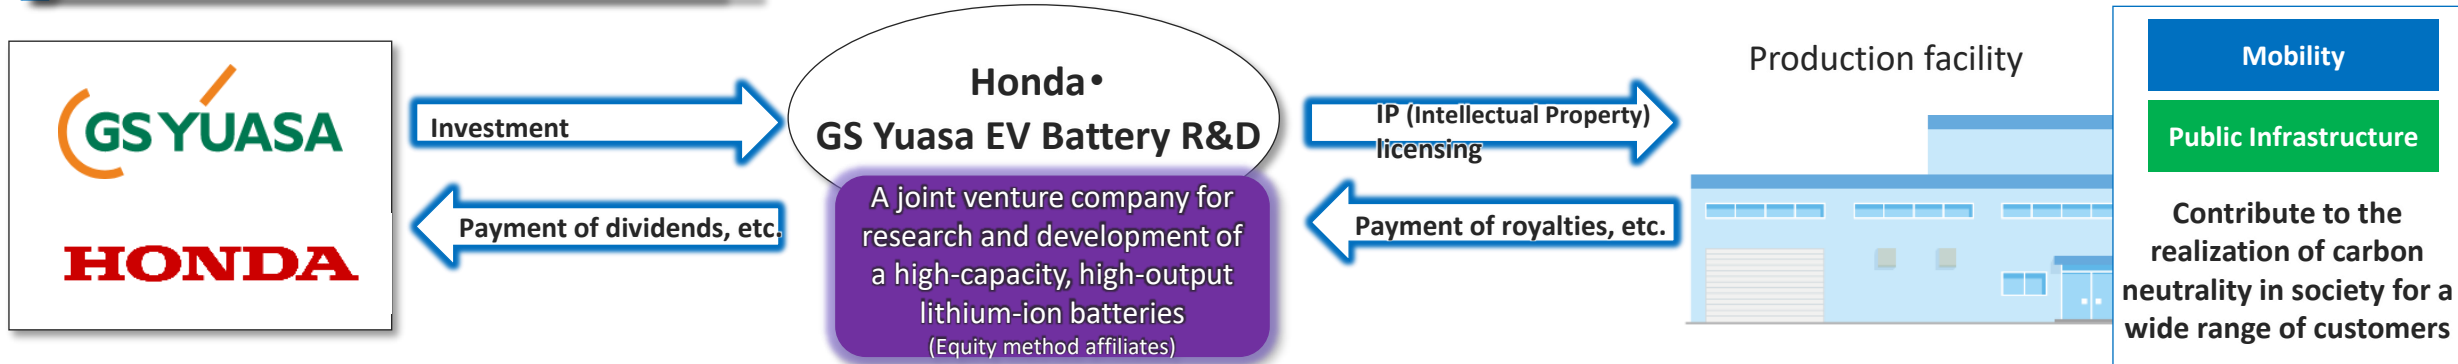 GS YUASA
HONDA
Investment
Payment of dividends, etc.
Honda•
GS Yuasa EV Battery R&D
A joint venture company for
research and development of
a high-capacity, high-output
lithium-ion batteries
(Equity method affiliates)
IP (Intellectual Property)
licensing
Payment of royalties, etc.
Production facility
Mobility
Public Infrastructure
Contribute to the
realization of carbon
neutrality in society for a
wide range of customers